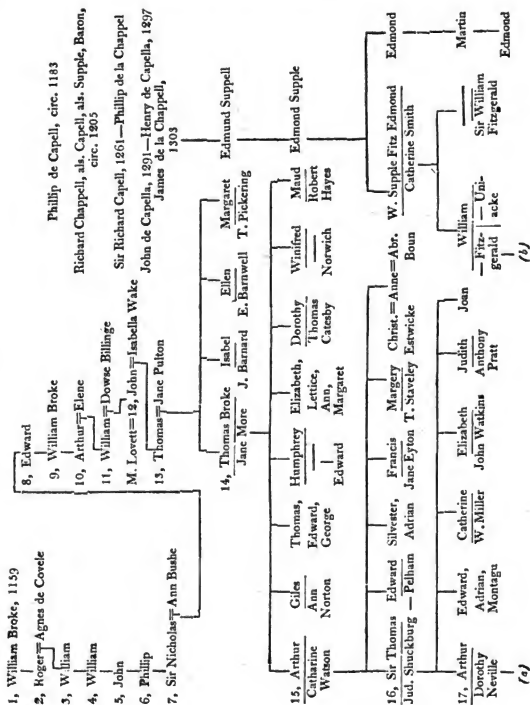 1, William Broke, 1159
2, Roger=Agnes de Covele
3, William
4, William
5, John
6, Phillip
7. Sir Nicholas=Ann Bushe
8, Edward
9, William Broke
10, Arthur=Elene
11, William=Dowse Billinge
M. Lovett=12, John=Isabella Wake
13, Thomas=Jane Pulton
Phillip de Capell, circ. 1183
Richard Chappell, als. Capell, als. Supple, Baron,
circ. 1205
Sir Richard Capell, 1261—Phillip de la Chappel
John de Capella, 1291—Henry de Capella, 1297
James de la Chappell,
1303
14, Thomas Broke
Jane More
Isabel
J. Barnard
Ellen
E. Barnwell
Margaret
T. Pickering
Edmund Suppell
15, Arthur
Catharine
Watson
Giles
Ann
Norton
Thomas,
Edward,
George
Humphrey
Edward
Elizabeth,
Lettice,
Ann,
Margaret
Dorothy
Thomas
Catesby
Winifred
Norwich
Maud
Robert
Hayes
Edmond Supple
16, Sir Thomas
Jud. Shuckburg
Edward
— Pelham
Silvester,
Adrian
Francis
Jane Eyton
Margery
T. Staveley
Christ.=Anne=Abr.
Estwicke
Boun
W. Supple Fitz Edmond
Catherine Smith
Edmond
17, Arthur
Dorothy
Neville
Edward,
Adrian,
Montagu
Catherine
W. Miller
Elizabeth
John Watkins
Judith
Anthony
Pratt
Joan
William
— Fitz-
gerald
— Uni-
acke
Sir William
Fitzgerald
Martin
Edmond
(a)
(b)